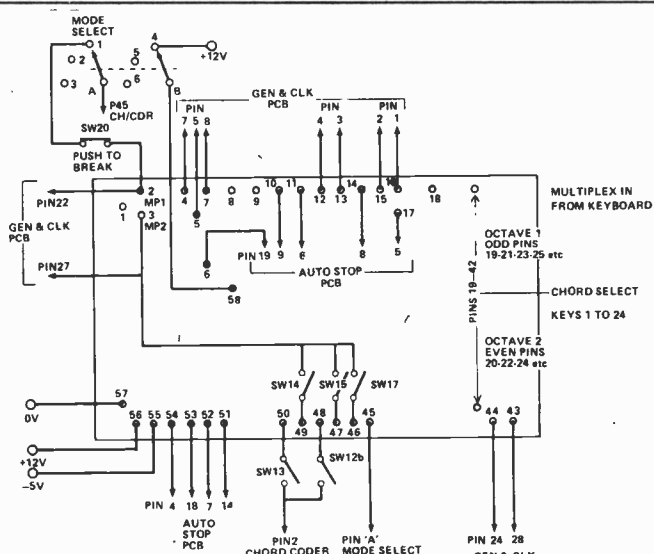 MODE
SELECT
1
2
3
A
4
5
6
B
+12V
P45
CH/CDR
SW20
PUSH TO
BREAK
GEN & CLK
PCB
PIN
7 5 8
PIN
4 3
2 1
PIN22
GEN & CLK
PCB
PIN27
2
MP1
1
3
MP2
4
7
8
9
10
11
12
13
14
15
18
5
17
6
58
PIN 19
9
6
8
5
AUTO STOP
PCB
MULTIPLEX IN
FROM KEYBOARD
OCTAVE 1
ODD PINS
19-21-23-25 etc
PINS 19-42
CHORD SELECT
KEYS 1 TO 24
OCTAVE 2
EVEN PINS
20-22-24 etc
SW14
SW15
SW17
57
0V
56
55
54
53
52
51
50
49
48
47
46
45
44
43
+12V
-5V
SW13
SW12b
PIN 4 18 7 14
AUTO
STOP
PCB
PIN2
CHORD CODER
PIN 'A'
MODE SELECT
PIN 24 28